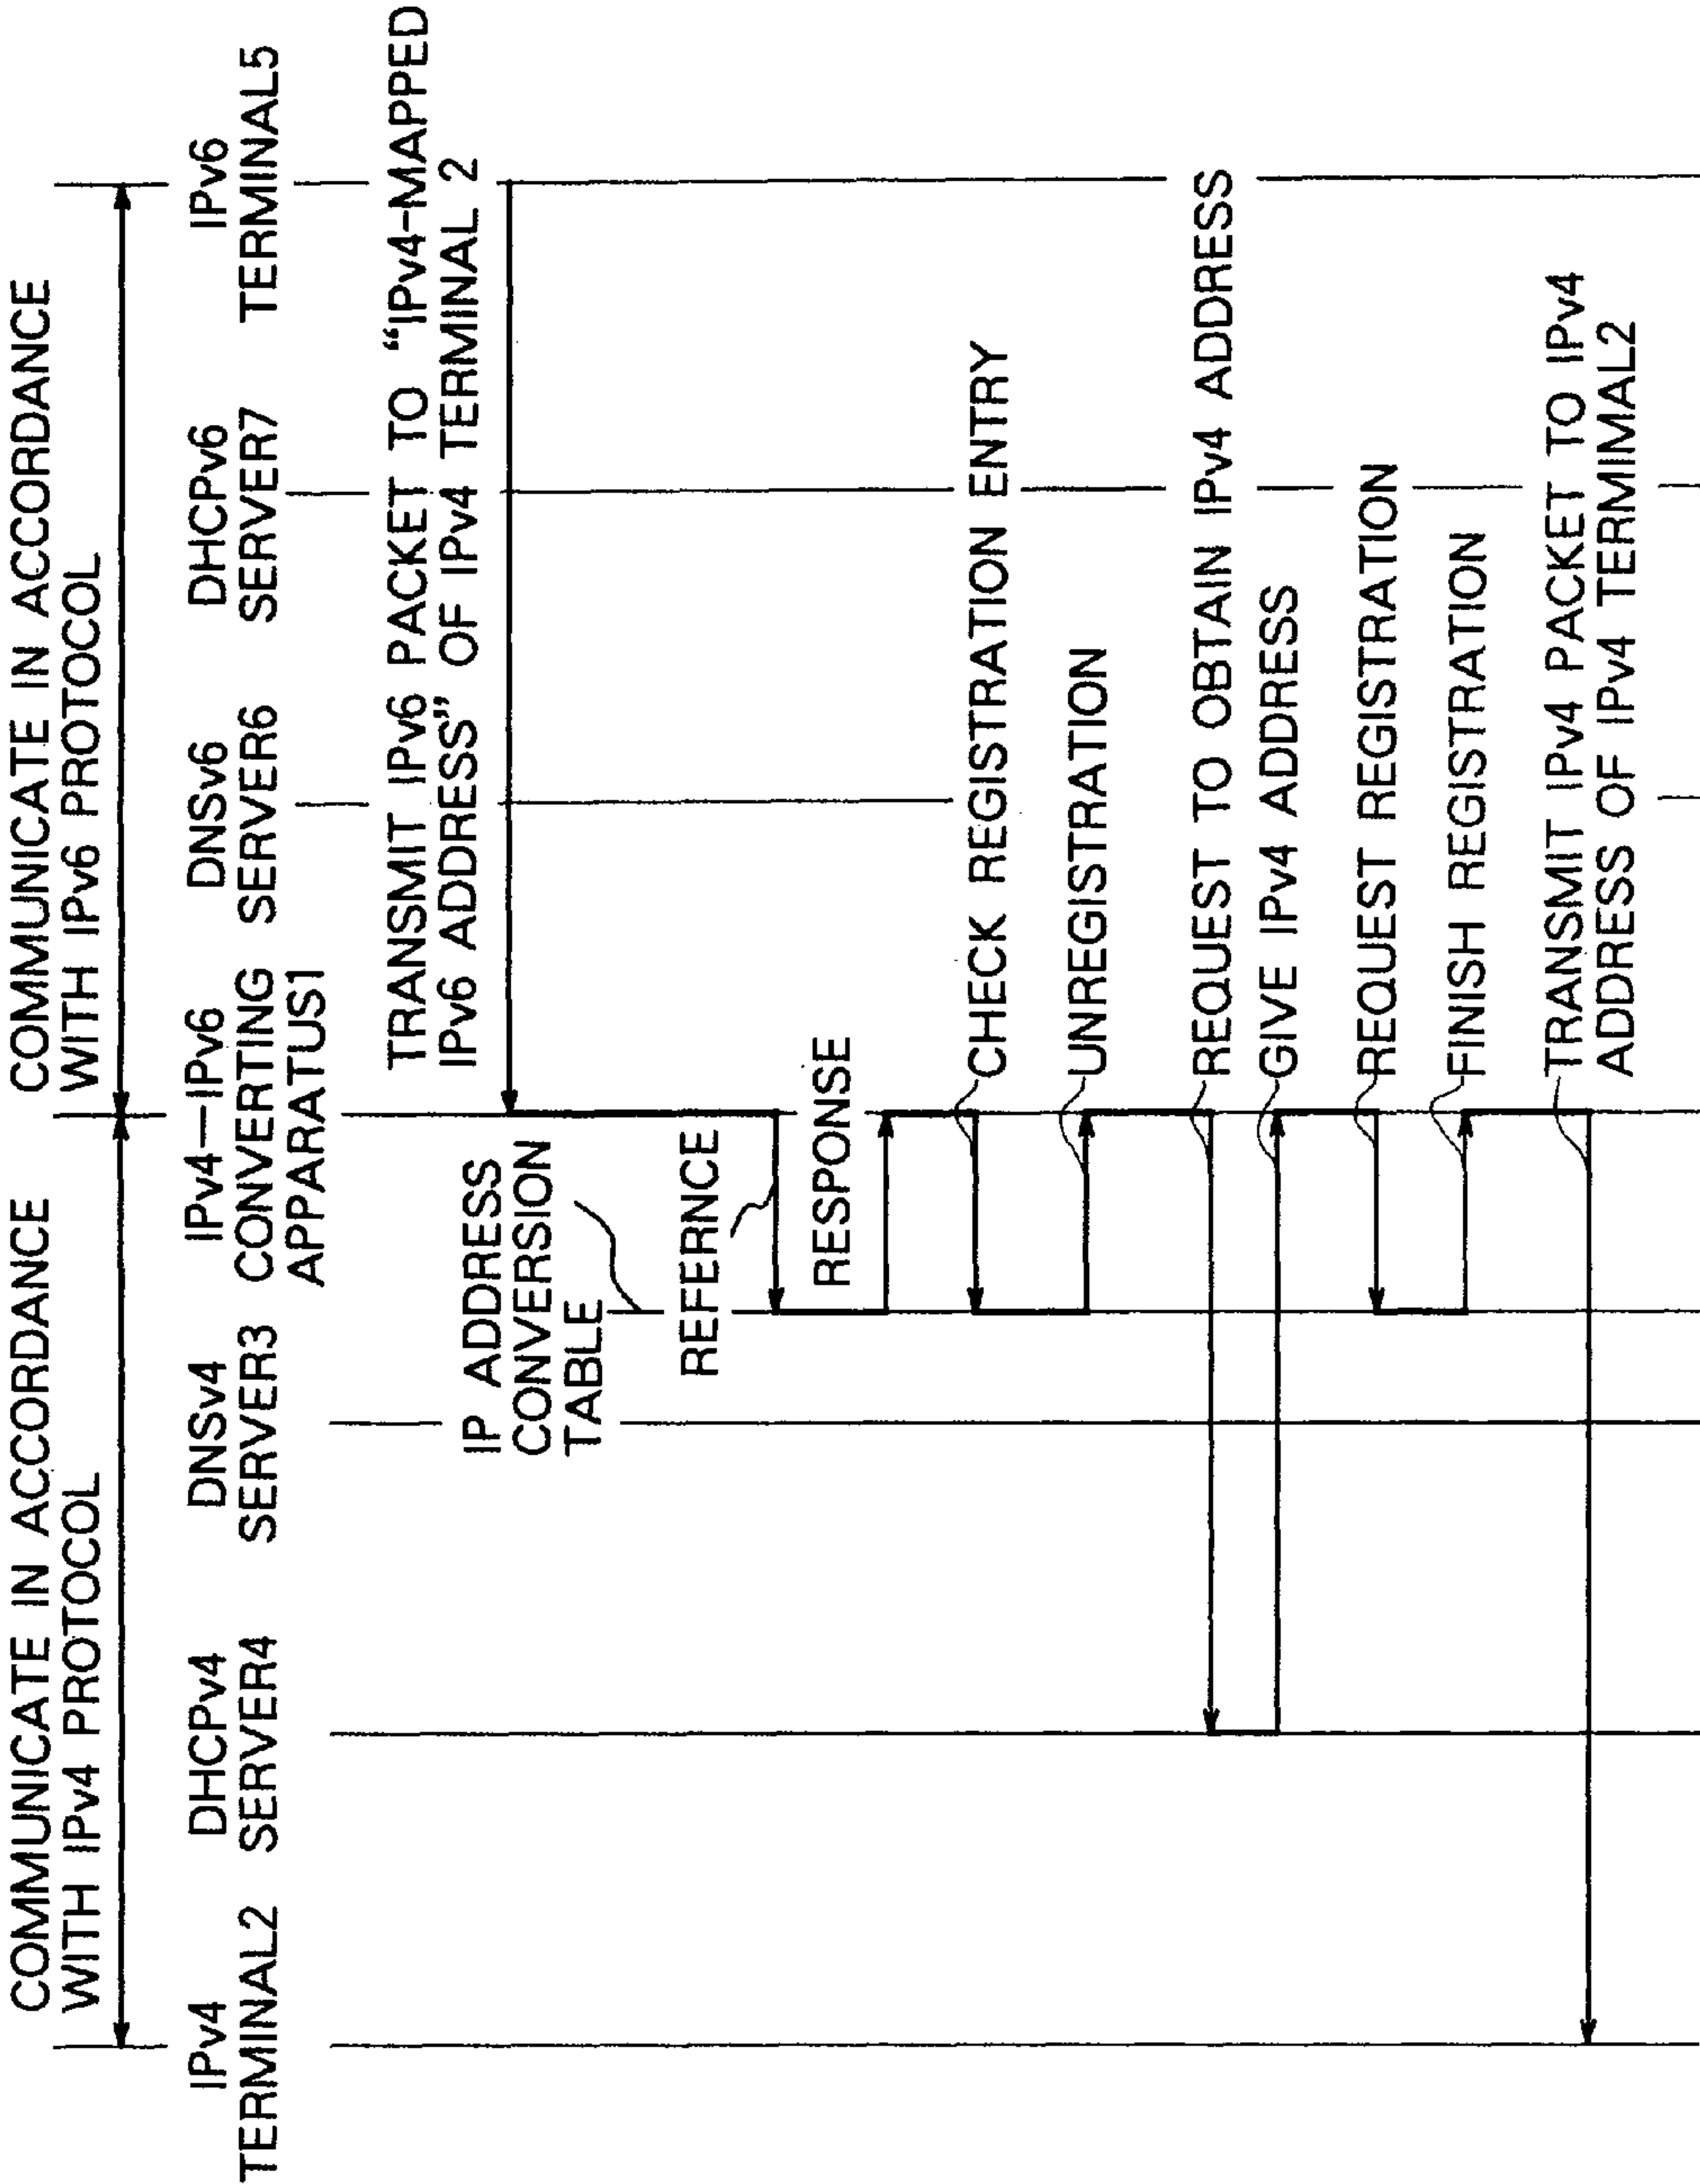 COMMUNICATE IN ACCORDANCE
WITH IPv4 PROTOCOL
COMMUNICATE IN ACCORDANCE
WITH IPv6 PROTOCOL
IPv4
TERMINAL2
DHCPv4
SERVER4
DNSv4
SERVER3
IPv4–IPv6
CONVERTING
APPARATUS1
DNSv6
SERVER6
DHCPv6
SERVER7
IPv6
TERMINAL5
TRANSMIT IPv6 PACKET TO “IPv4-MAPPED
IPv6 ADDRESS” OF IPv4 TERMINAL 2
IP ADDRESS
CONVERSION
TABLE
REFERNCE
RESPONSE
CHECK REGISTRATION ENTRY
UNREGISTRATION
REQUEST TO OBTAIN IPv4 ADDRESS
GIVE IPv4 ADDRESS
REQUEST REGISTRATION
FINISH REGISTRATION
TRANSMIT IPv4 PACKET TO IPv4
ADDRESS OF IPv4 TERMIMAL2